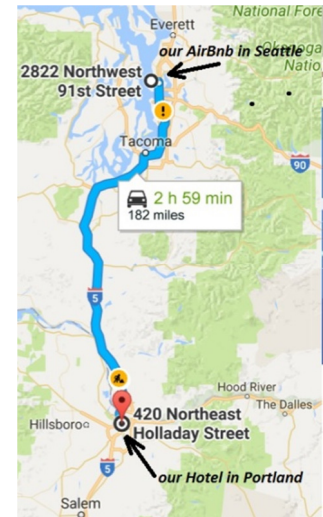 National Fore
Everett
our AirBnb in Seattle
Natio
2822 Northwest
91st Street
Tacoma
90
2 h 59 min
182 miles
5
Hood River
The Dalles
420 Northeast
Holladay Street
Hillsboro
5
our Hotel in Portland
Salem